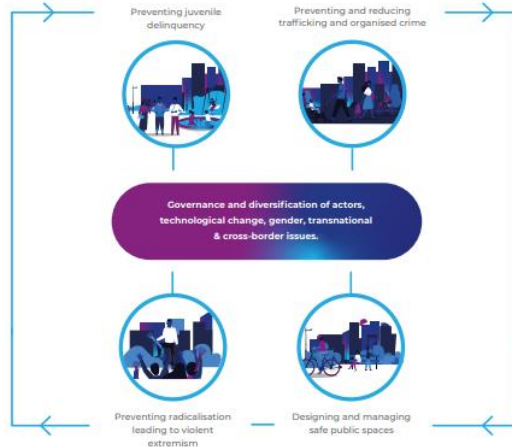 Preventing juvenile
delinquency
Preventing and reducing
trafficking and organised crime
Governance and diversification of actors,
technological change, gender, transnational
& cross-border issues.
Preventing radicalisation
leading to violent
extremism
Designing and managing
safe public spaces